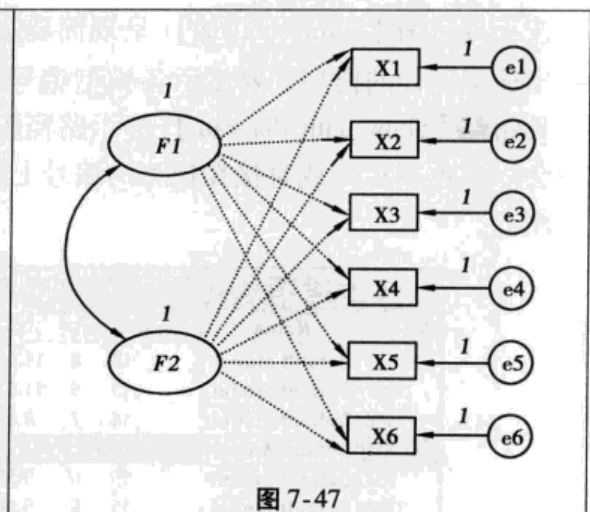 X1 1 e1
1
F1
X2 1 e2
X3 1 e3
X4 1 e4
1
F2
X5 1 e5
X6 1 e6
图 7-47